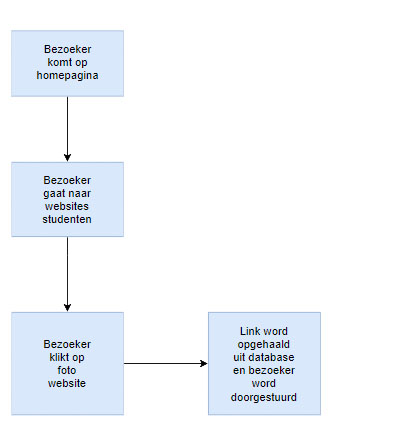 Bezoeker
komt op
homepagina
Bezoeker
gaat naar
websites
studenten
Bezoeker
klikt op
foto
website
Link word
opgehaald
uit database
en bezoeker
word
doorgestuurd